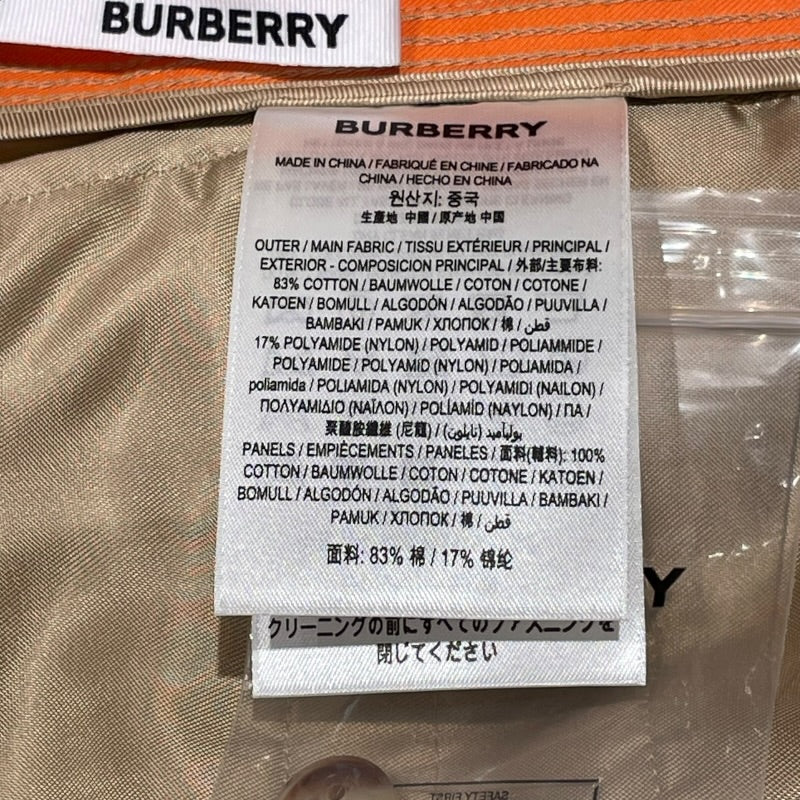 BURBERRY
BURBERRY
MADE IN CHINA / FABRIQUÉ EN CHINE / FABRICADO NA
CHINA / HECHO EN CHINA
원산지: 중국
生產地 中國 / 原产地 中国
OUTER / MAIN FABRIC / TISSU EXTÉRIEUR / PRINCIPAL /
EXTERIOR - COMPOSICION PRINCIPAL / 外部/主要布料:
83% COTTON / BAUMWOLLE / COTON / COTONE /
KATOEN / BOMULL / ALGODÓN / ALGODÃO / PUUVILLA /
BAMBAKI / PAMUK / ХЛОПОК / 棉 / قطن
17% POLYAMIDE (NYLON) / POLYAMID / POLIAMMIDE /
POLYAMIDE / POLYAMID (NYLON) / POLIAMIDA /
poliamida / POLIAMIDA (NYLON) / POLYAMIDI (NAILON) /
ΠΟΛΥΑΜΙΔΙΟ (ΝΑΪΛΟΝ) / POLİAMİD (NAYLON) / ПА /
聚醯胺纖維 (尼龍) / بوليأميد (نايلون)
PANELS / EMPIÈCEMENTS / PANELES / 面料(輔料): 100%
COTTON / BAUMWOLLE / COTON / COTONE / KATOEN /
BOMULL / ALGODÓN / ALGODÃO / PUUVILLA / BAMBAKI /
PAMUK / ХЛОПОК / 棉 / قطن
面料: 83% 棉 / 17% 锦纶
クリーニングの前にすべてのファスニングを
閉じてください
Y
SAFETY FIRST